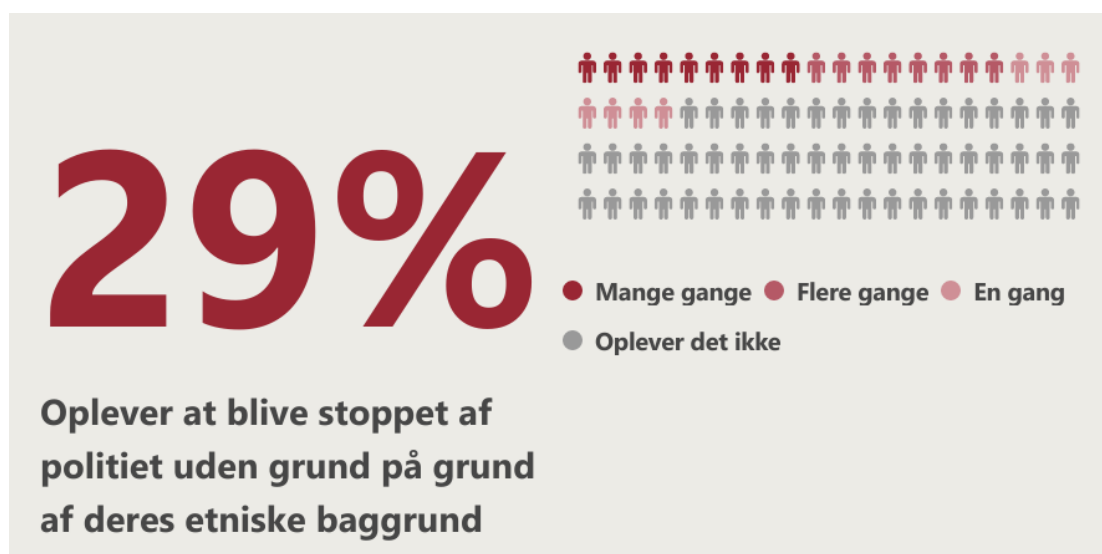 29%
Oplever at blive stoppet af
politiet uden grund på grund
af deres etniske baggrund
Mange gange Flere gange En gang
Oplever det ikke